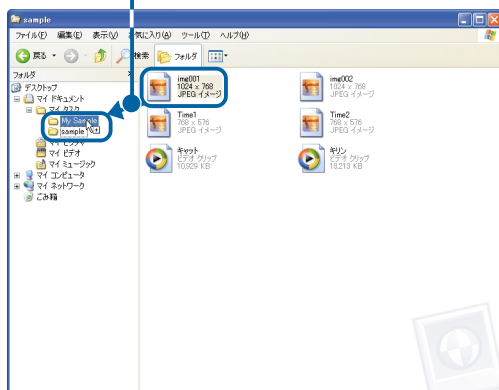 sample
ファイル(F) 編集(E) 表示(V) お気に入り(A) ツール(T) ヘルプ(H)
戻る 検索 フォルダ
フォルダ
デスクトップ
マイ ドキュメント
マイ タスク
My Sample
sample
マイ ビデオ
マイ ミュージック
マイ コンピュータ
マイ ネットワーク
ごみ箱
img001
1024 x 768
JPEG イメージ
img002
1024 x 768
JPEG イメージ
Time1
768 x 576
JPEG イメージ
Time2
768 x 576
JPEG イメージ
キャット
ビデオ クリップ
10,929 KB
キリン
ビデオ クリップ
18,213 KB